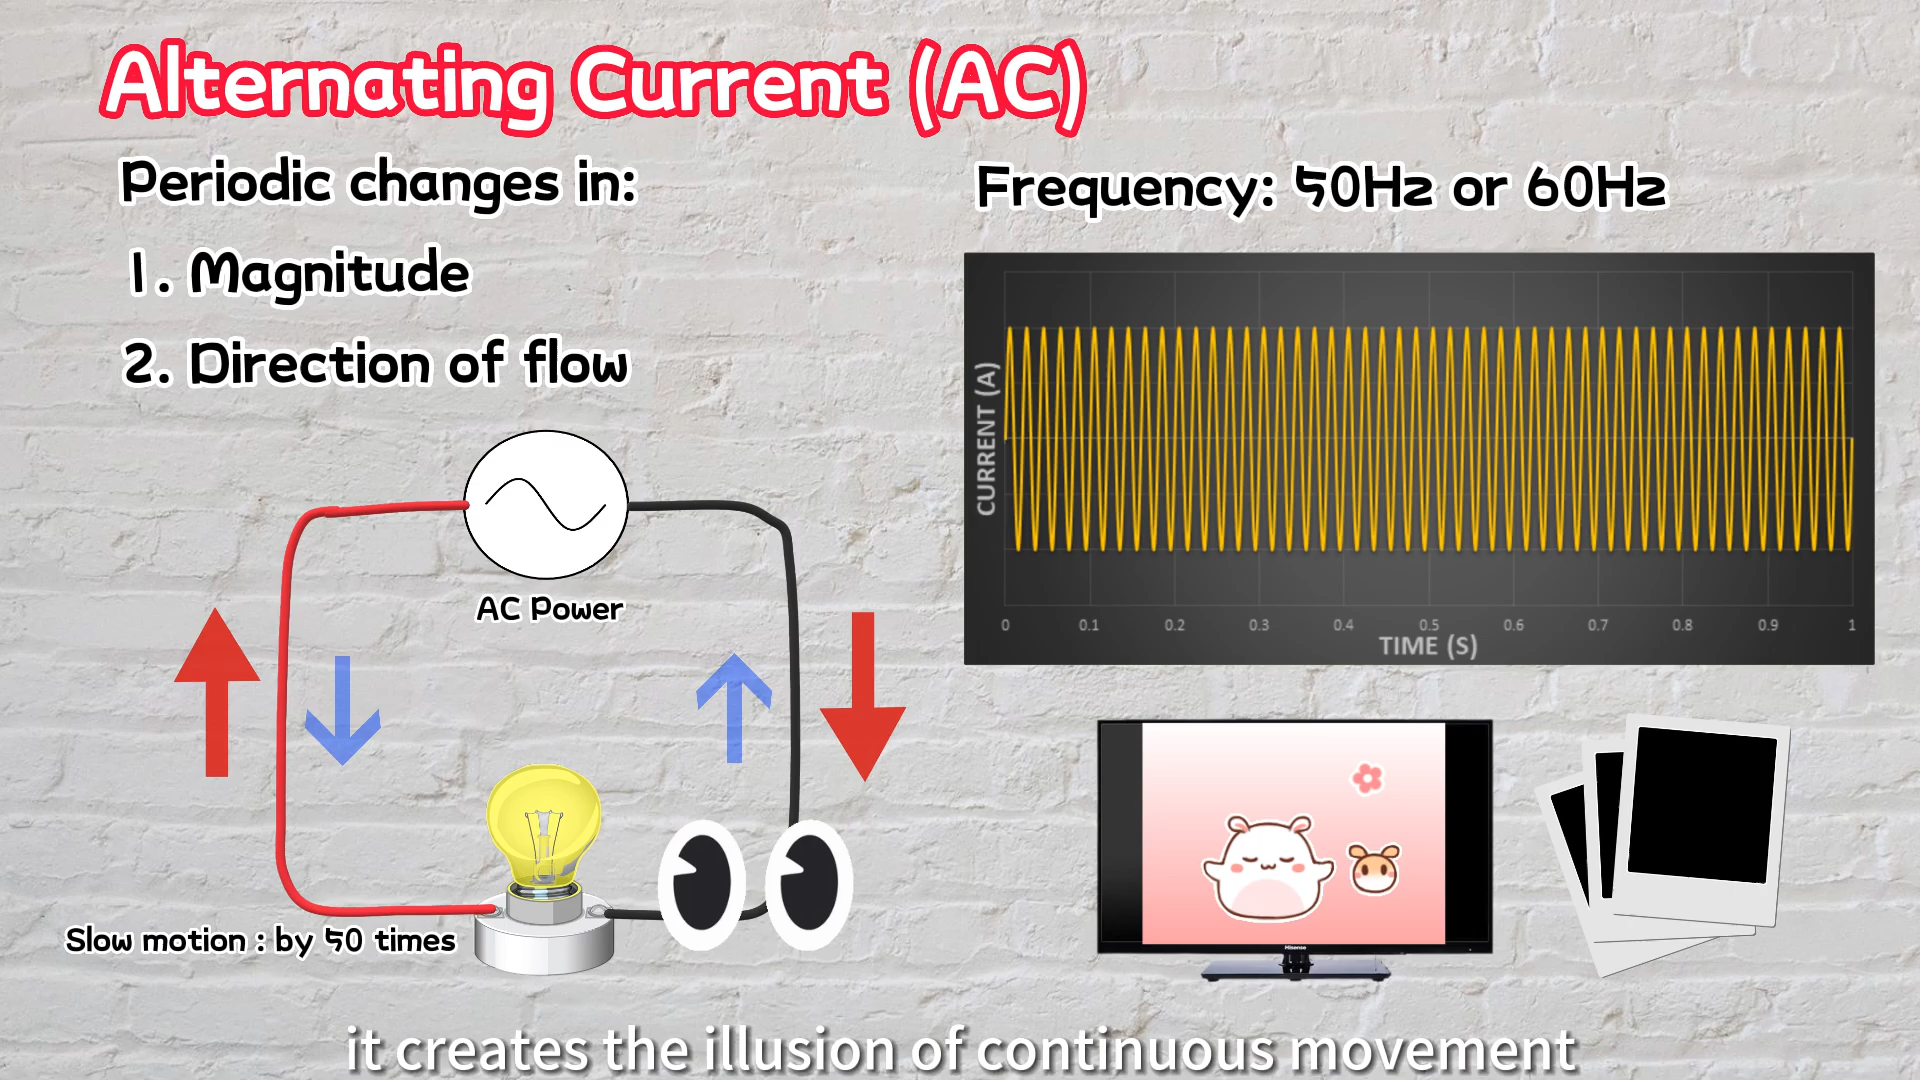 Alternating Current (AC)
Periodic changes in:
1. Magnitude
2. Direction of flow
AC Power
Slow motion : by 50 times
Frequency: 50Hz or 60Hz
CURRENT (A)
0 0.1 0.2 0.3 0.4 0.5 0.6 0.7 0.8 0.9 1
TIME (S)
Hisense
it creates the illusion of continuous movement